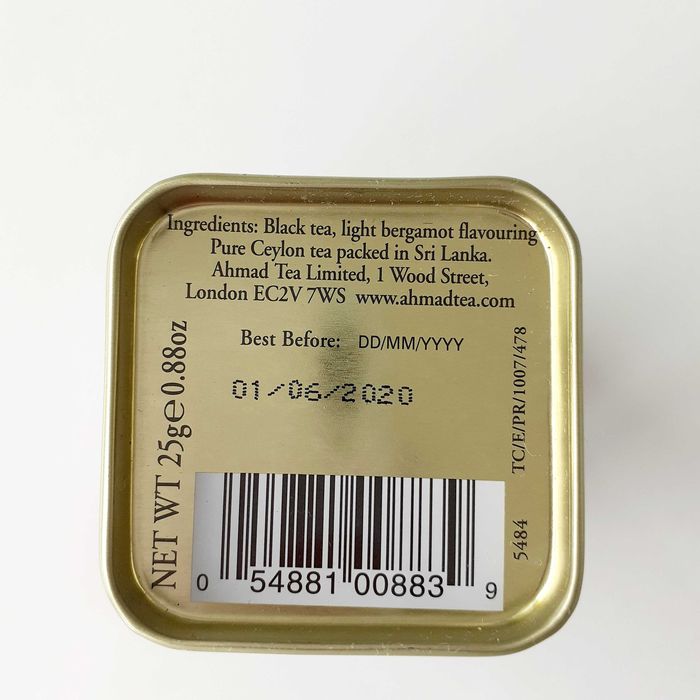 Ingredients: Black tea, light bergamot flavouring
Pure Ceylon tea packed in Sri Lanka.
Ahmad Tea Limited, 1 Wood Street,
London EC2V 7WS www.ahmadtea.com
Best Before: DD/MM/YYYY
01/06/2020
NET WT 25g℮0.88oz
TC/E/PR/1007/478
5484
0 54881 00883 9